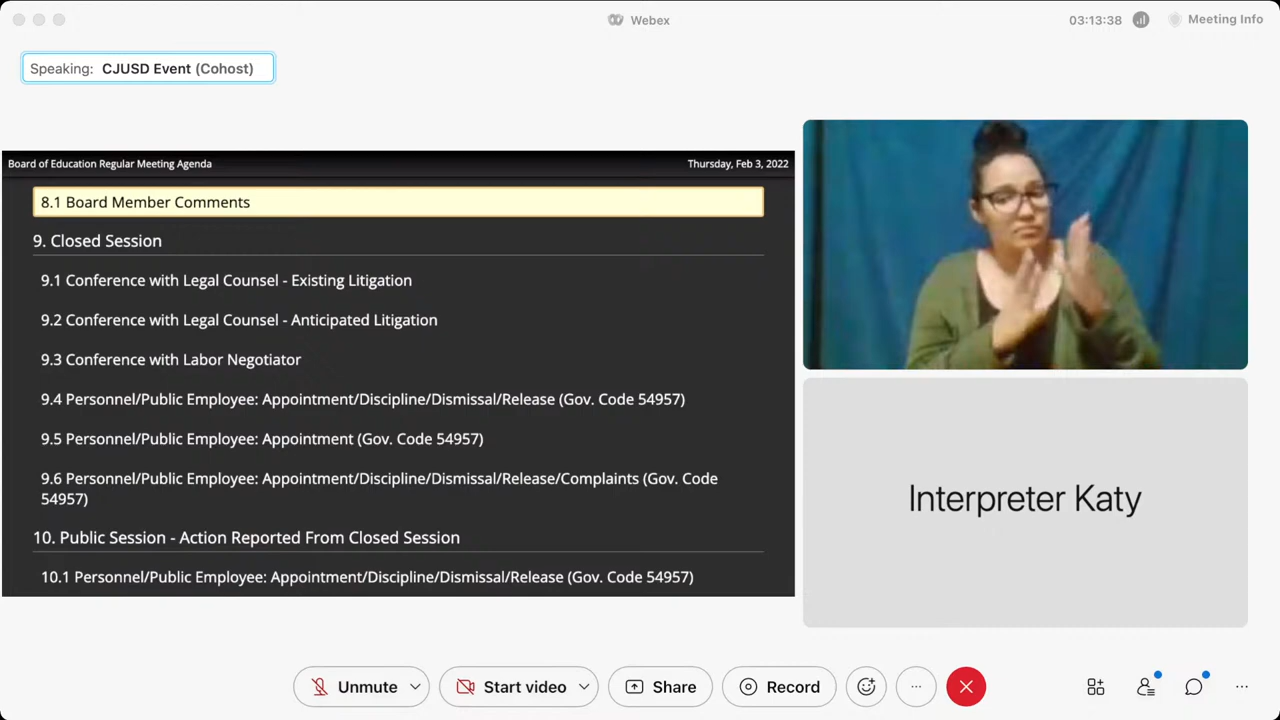 Webex
03:13:38
Meeting Info
Speaking: CJUSD Event (Cohost)
Board of Education Regular Meeting Agenda
Thursday, Feb 3, 2022
8.1 Board Member Comments
9. Closed Session
9.1 Conference with Legal Counsel - Existing Litigation
9.2 Conference with Legal Counsel - Anticipated Litigation
9.3 Conference with Labor Negotiator
9.4 Personnel/Public Employee: Appointment/Discipline/Dismissal/Release (Gov. Code 54957)
9.5 Personnel/Public Employee: Appointment (Gov. Code 54957)
9.6 Personnel/Public Employee: Appointment/Discipline/Dismissal/Release/Complaints (Gov. Code
54957)
10. Public Session - Action Reported From Closed Session
10.1 Personnel/Public Employee: Appointment/Discipline/Dismissal/Release (Gov. Code 54957)
Interpreter Katy
Unmute
Start video
Share
Record